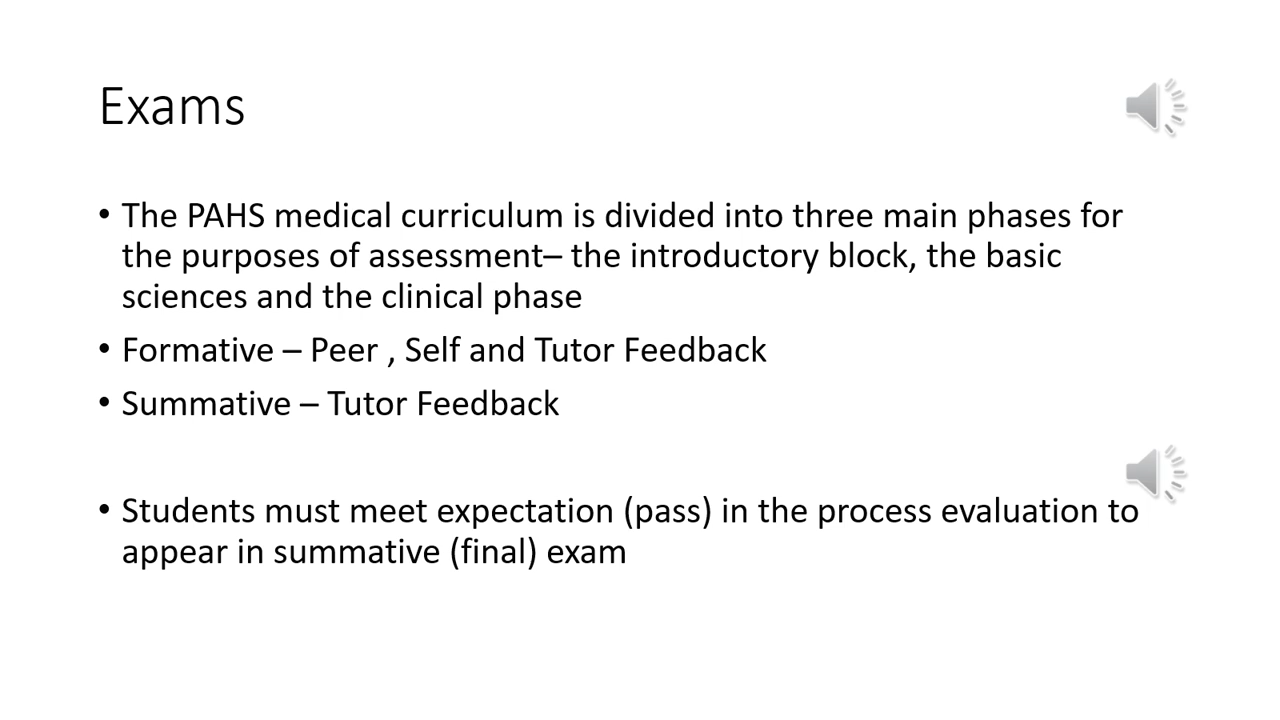 Exams
• The PAHS medical curriculum is divided into three main phases for
the purposes of assessment– the introductory block, the basic
sciences and the clinical phase
• Formative – Peer , Self and Tutor Feedback
• Summative – Tutor Feedback
• Students must meet expectation (pass) in the process evaluation to
appear in summative (final) exam